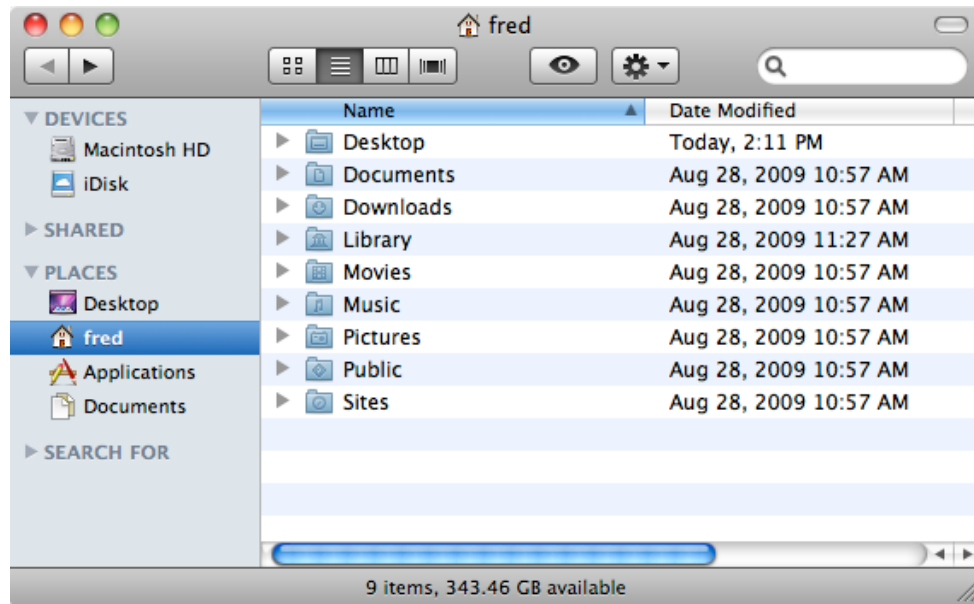 fred
DEVICES
Macintosh HD
iDisk
SHARED
PLACES
Desktop
fred
Applications
Documents
SEARCH FOR
Name Date Modified
Desktop Today, 2:11 PM
Documents Aug 28, 2009 10:57 AM
Downloads Aug 28, 2009 10:57 AM
Library Aug 28, 2009 11:27 AM
Movies Aug 28, 2009 10:57 AM
Music Aug 28, 2009 10:57 AM
Pictures Aug 28, 2009 10:57 AM
Public Aug 28, 2009 10:57 AM
Sites Aug 28, 2009 10:57 AM
9 items, 343.46 GB available